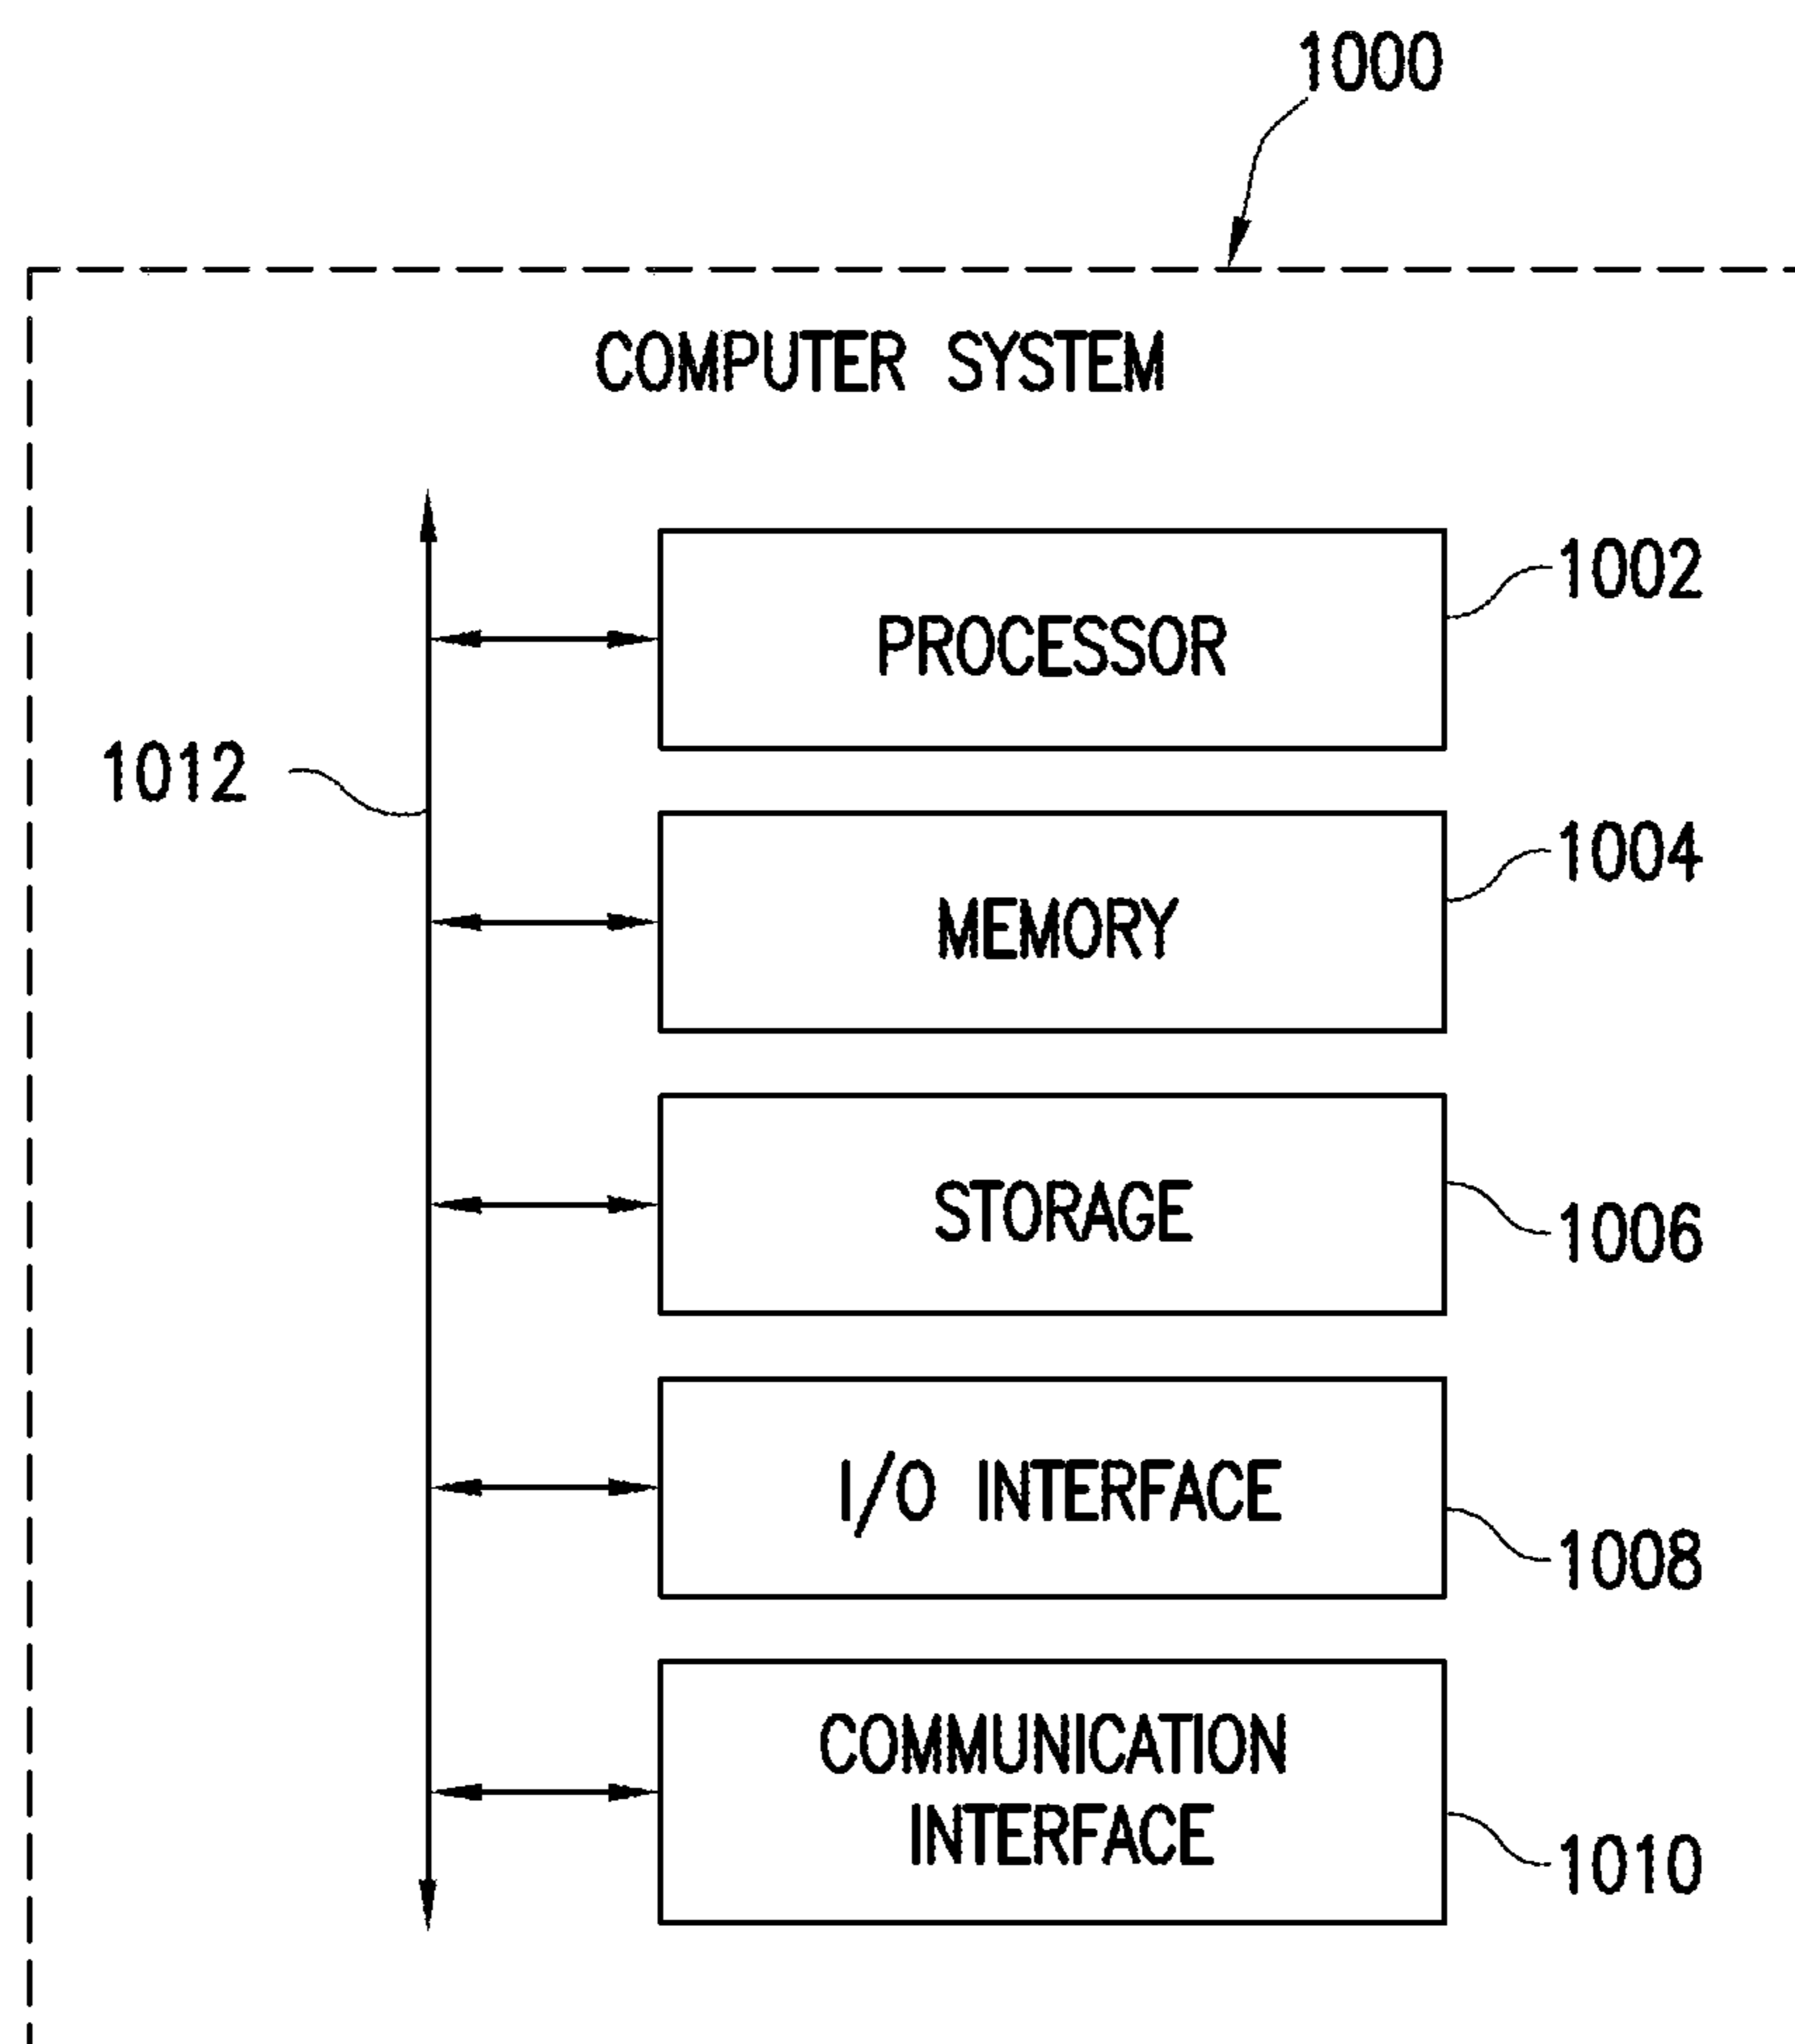 1000
COMPUTER SYSTEM
1002
PROCESSOR
1012
1004
MEMORY
STORAGE
1006
I/O INTERFACE
1008
COMMUNICATION
INTERFACE
1010